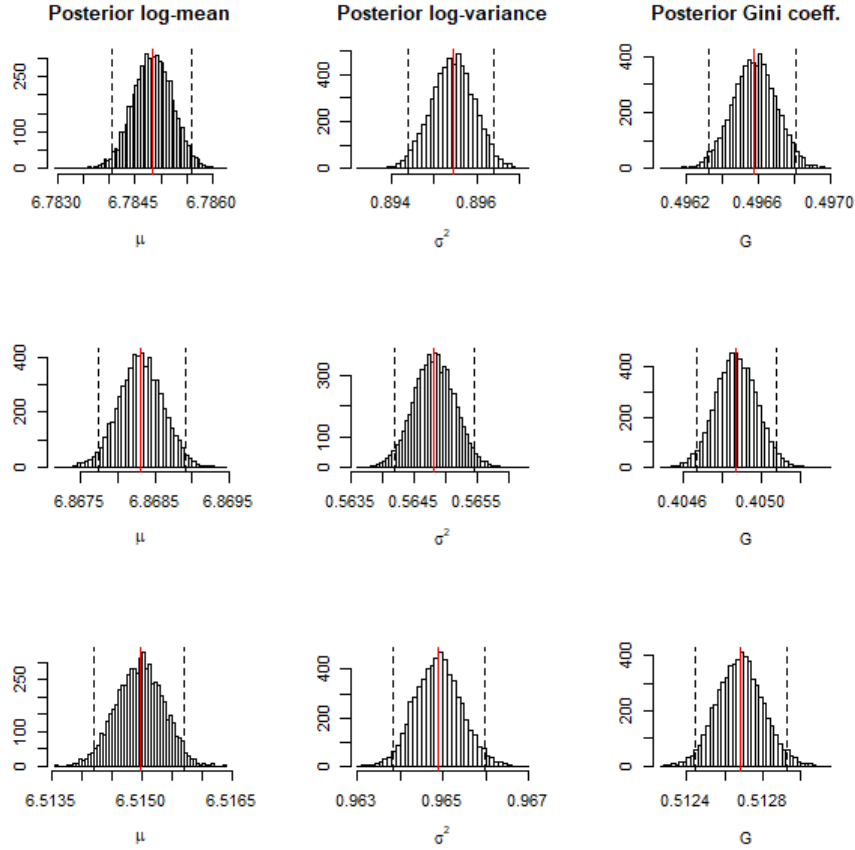 Posterior log-mean Posterior log-variance Posterior Gini coeff.
0 100 250
6.7830 6.7845 6.7860
μ
0 200 400
0.894 0.896
σ²
0 100 200 300 400
0.4962 0.4966 0.4970
G
0 200 400
6.8675 6.8685 6.8695
μ
0 100 300
0.5635 0.5645 0.5655
σ²
0 200 400
0.4046 0.4050
G
0 100 250
6.5135 6.5150 6.5165
μ
0 200 400
0.963 0.965 0.967
σ²
0 200 400
0.5124 0.5128
G